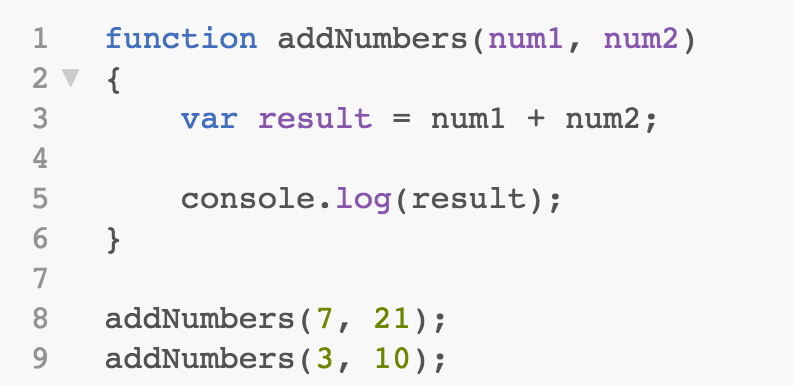 1 function addNumbers(num1, num2)
2 ▼ {
3     var result = num1 + num2;
4
5     console.log(result);
6 }
7
8 addNumbers(7, 21);
9 addNumbers(3, 10);